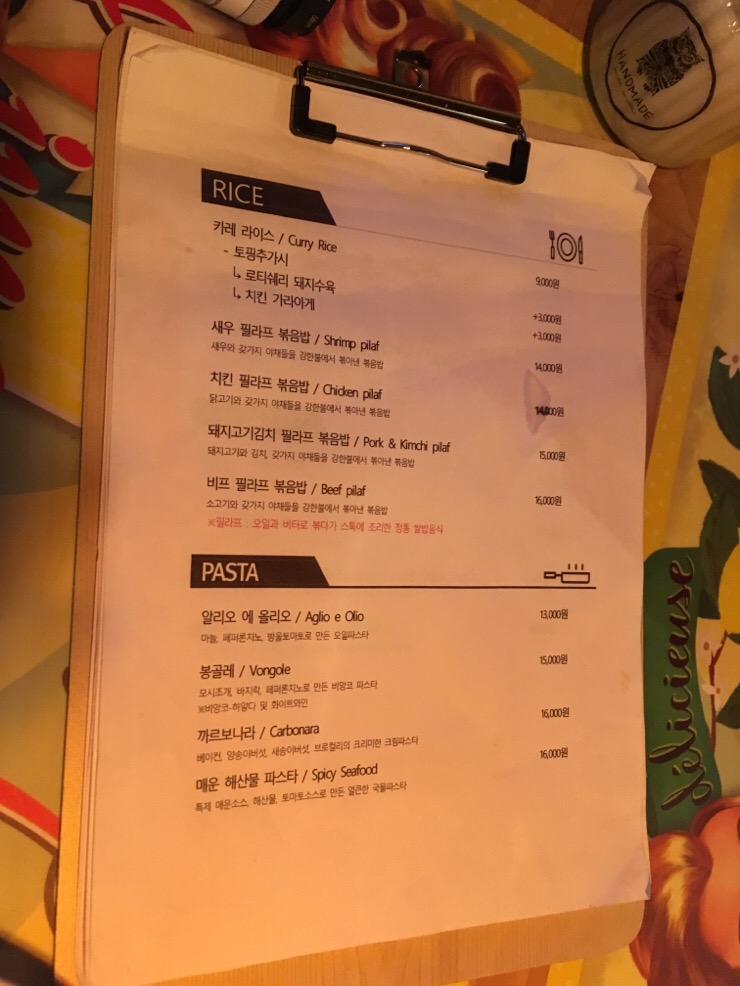 HANDMADE
RICE
카레 라이스 / Curry Rice
9,000원
- 토핑추가시
↳ 로티쉐리 돼지수육
+3,000원
↳ 치킨 가라아게
+3,000원
새우 필라프 볶음밥 / Shrimp pilaf
14,000원
새우와 갖가지 야채들을 강한불에서 볶아낸 볶음밥
치킨 필라프 볶음밥 / Chicken pilaf
14,000원
닭고기와 갖가지 야채들을 강한불에서 볶아낸 볶음밥
돼지고기김치 필라프 볶음밥 / Pork & Kimchi pilaf
15,000원
돼지고기와 김치, 갖가지 야채들을 강한불에서 볶아낸 볶음밥
비프 필라프 볶음밥 / Beef pilaf
16,000원
소고기와 갖가지 야채들을 강한불에서 볶아낸 볶음밥
※필라프 : 오일과 버터로 볶다가 스톡에 조리한 정통 쌀밥음식
PASTA
알리오 에 올리오 / Aglio e Olio
13,000원
마늘, 페퍼론치노, 방울토마토로 만든 오일파스타
봉골레 / Vongole
15,000원
모시조개, 바지락, 페퍼론치노로 만든 비앙코 파스타
※비앙코-하얗다 및 화이트와인
까르보나라 / Carbonara
16,000원
베이컨, 양송이버섯, 새송이버섯, 브로컬리의 크리미한 크림파스타
매운 해산물 파스타 / Spicy Seafood
16,000원
특제 매운소스, 해산물, 토마토소스로 만든 얼큰한 국물파스타
délicieuse